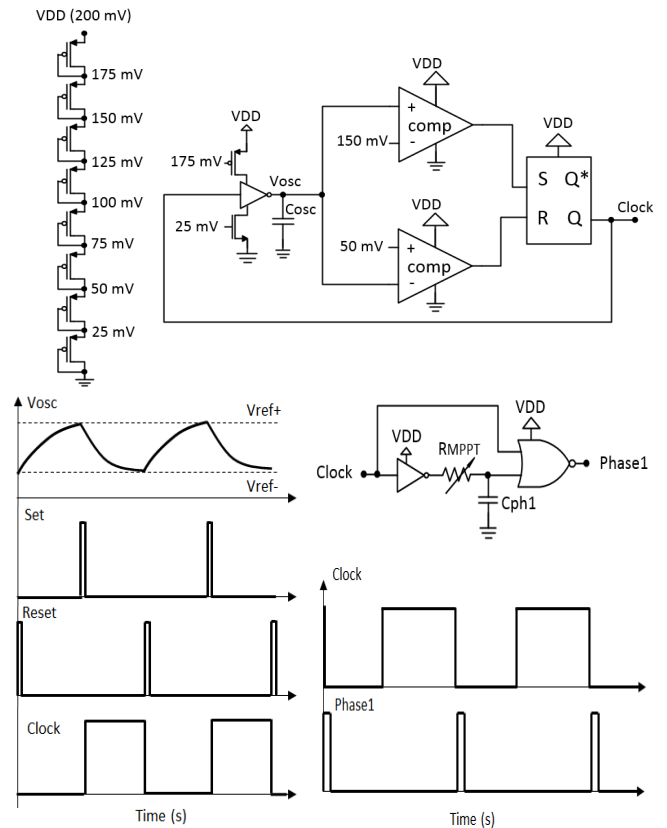 VDD (200 mV)
175 mV
150 mV
125 mV
100 mV
75 mV
50 mV
25 mV
VDD
175 mV
25 mV
Vosc
Cosc
VDD
+
comp
150 mV
-
VDD
50 mV
+
comp
-
VDD
S Q*
R Q
Clock
Vosc
Vref+
Vref-
Set
Reset
Clock
Time (s)
Clock
VDD
RMPPT
Cph1
VDD
Phase1
Clock
Phase1
Time (s)